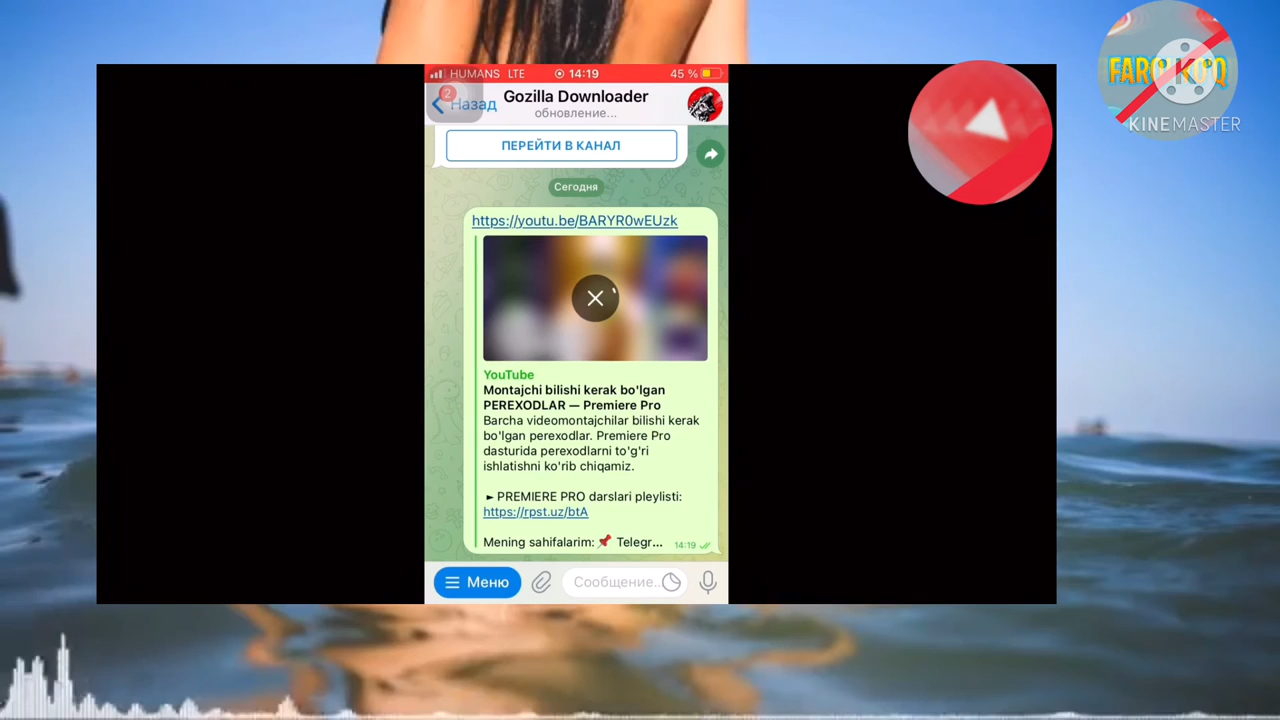 HUMANS LTE 14:19 45 %
2
Назад
Gozilla Downloader
обновление...
ПЕРЕЙТИ В КАНАЛ
Сегодня
https://youtu.be/BARYR0wEUzk
YouTube
Montajchi bilishi kerak bo'lgan
PEREXODLAR — Premiere Pro
Barcha videomontajchilar bilishi kerak
bo'lgan perexodlar. Premiere Pro
dasturida perexodlarni to'g'ri
ishlatishni ko'rib chiqamiz.
► PREMIERE PRO darslari pleylisti:
https://rpst.uz/btA
Mening sahifalarim: 📌 Telegr...
14:19
Меню
Сообщение...
K
KINEMASTER